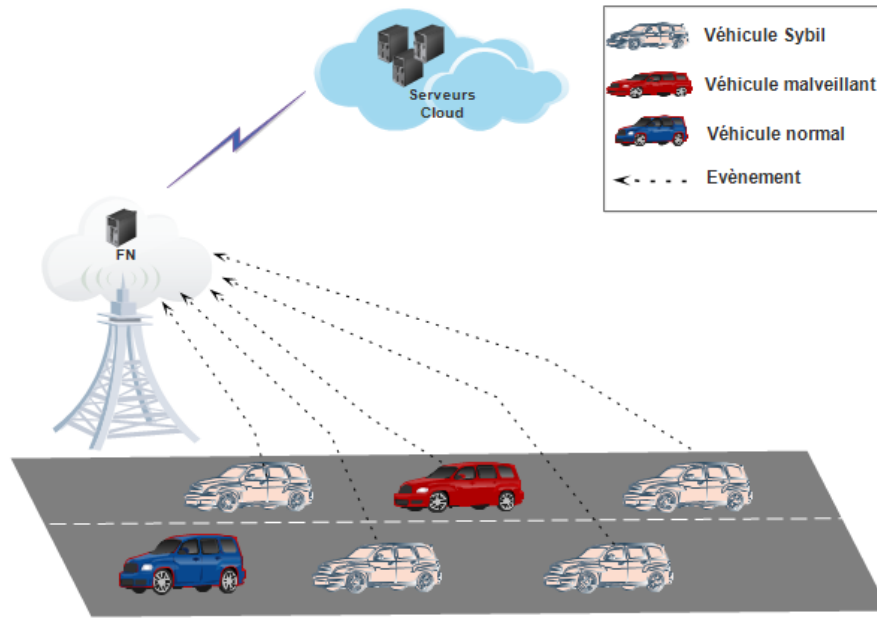 Serveurs
Cloud
FN
Véhicule Sybil
Véhicule malveillant
Véhicule normal
Evènement